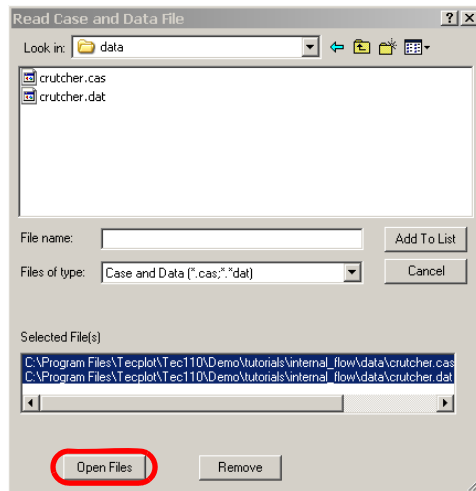 Read Case and Data File
Look in: data
crutcher.cas
crutcher.dat
File name:
Add To List
Files of type: Case and Data (*.cas;*.*dat)
Cancel
Selected File(s)
C:\Program Files\Tecplot\Tec110\Demo\tutorials\internal_flow\data\crutcher.cas
C:\Program Files\Tecplot\Tec110\Demo\tutorials\internal_flow\data\crutcher.dat
Open Files
Remove